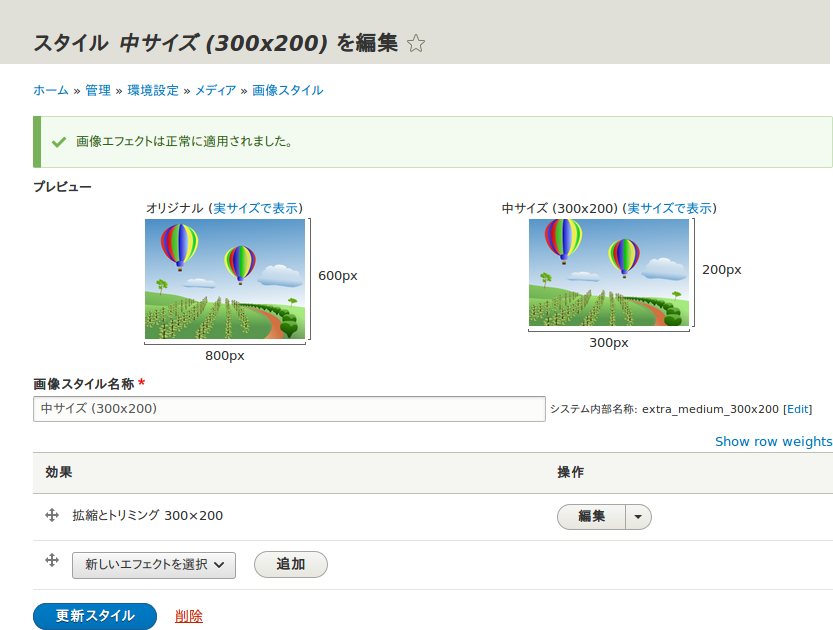 スタイル 中サイズ (300x200) を編集
ホーム » 管理 » 環境設定 » メディア » 画像スタイル
画像エフェクトは正常に適用されました。
プレビュー
オリジナル (実サイズで表示)
600px
800px
中サイズ (300x200) (実サイズで表示)
200px
300px
画像スタイル名称 *
中サイズ (300x200)
システム内部名称: extra_medium_300x200 [Edit]
Show row weights
効果 操作
拡縮とトリミング 300×200 編集
新しいエフェクトを選択 追加
更新スタイル 削除